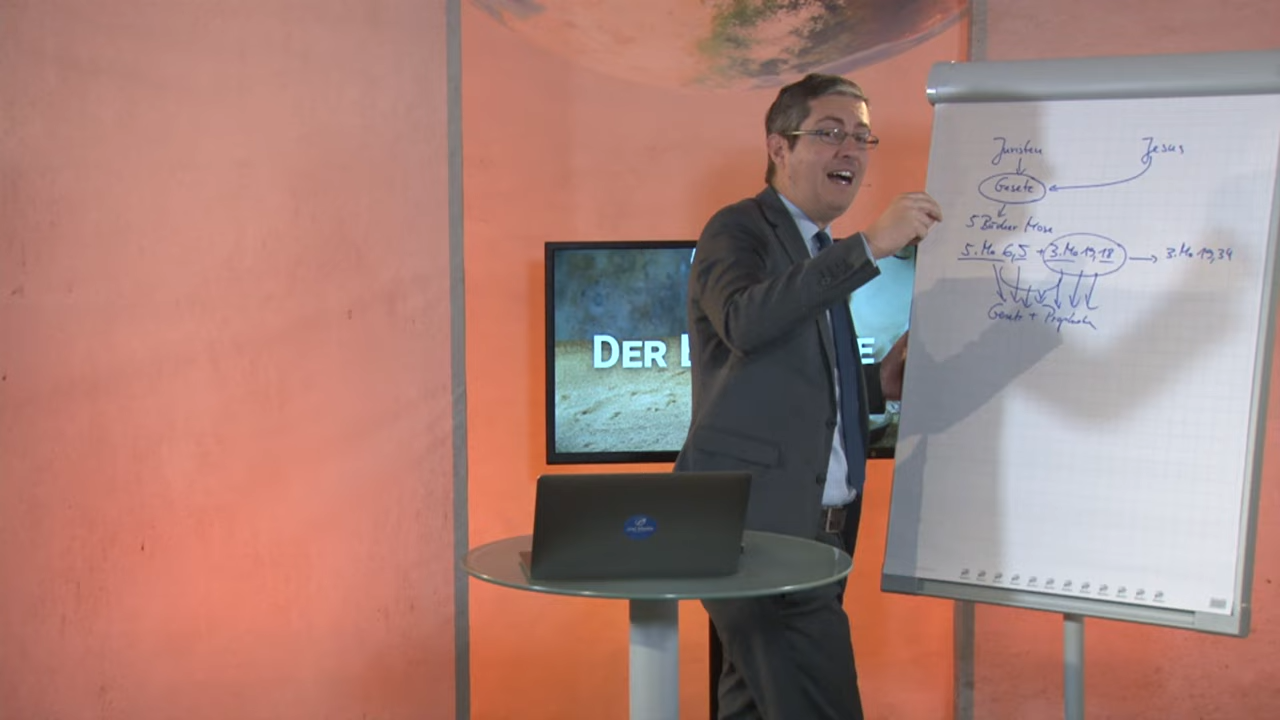 Juristen Jesus
Gesetz
5 Bücher Mose
5. Mo 6,5 + 3. Mo 19,18 → 3. Mo 19,34
Gesetz + Propheten
DER
E